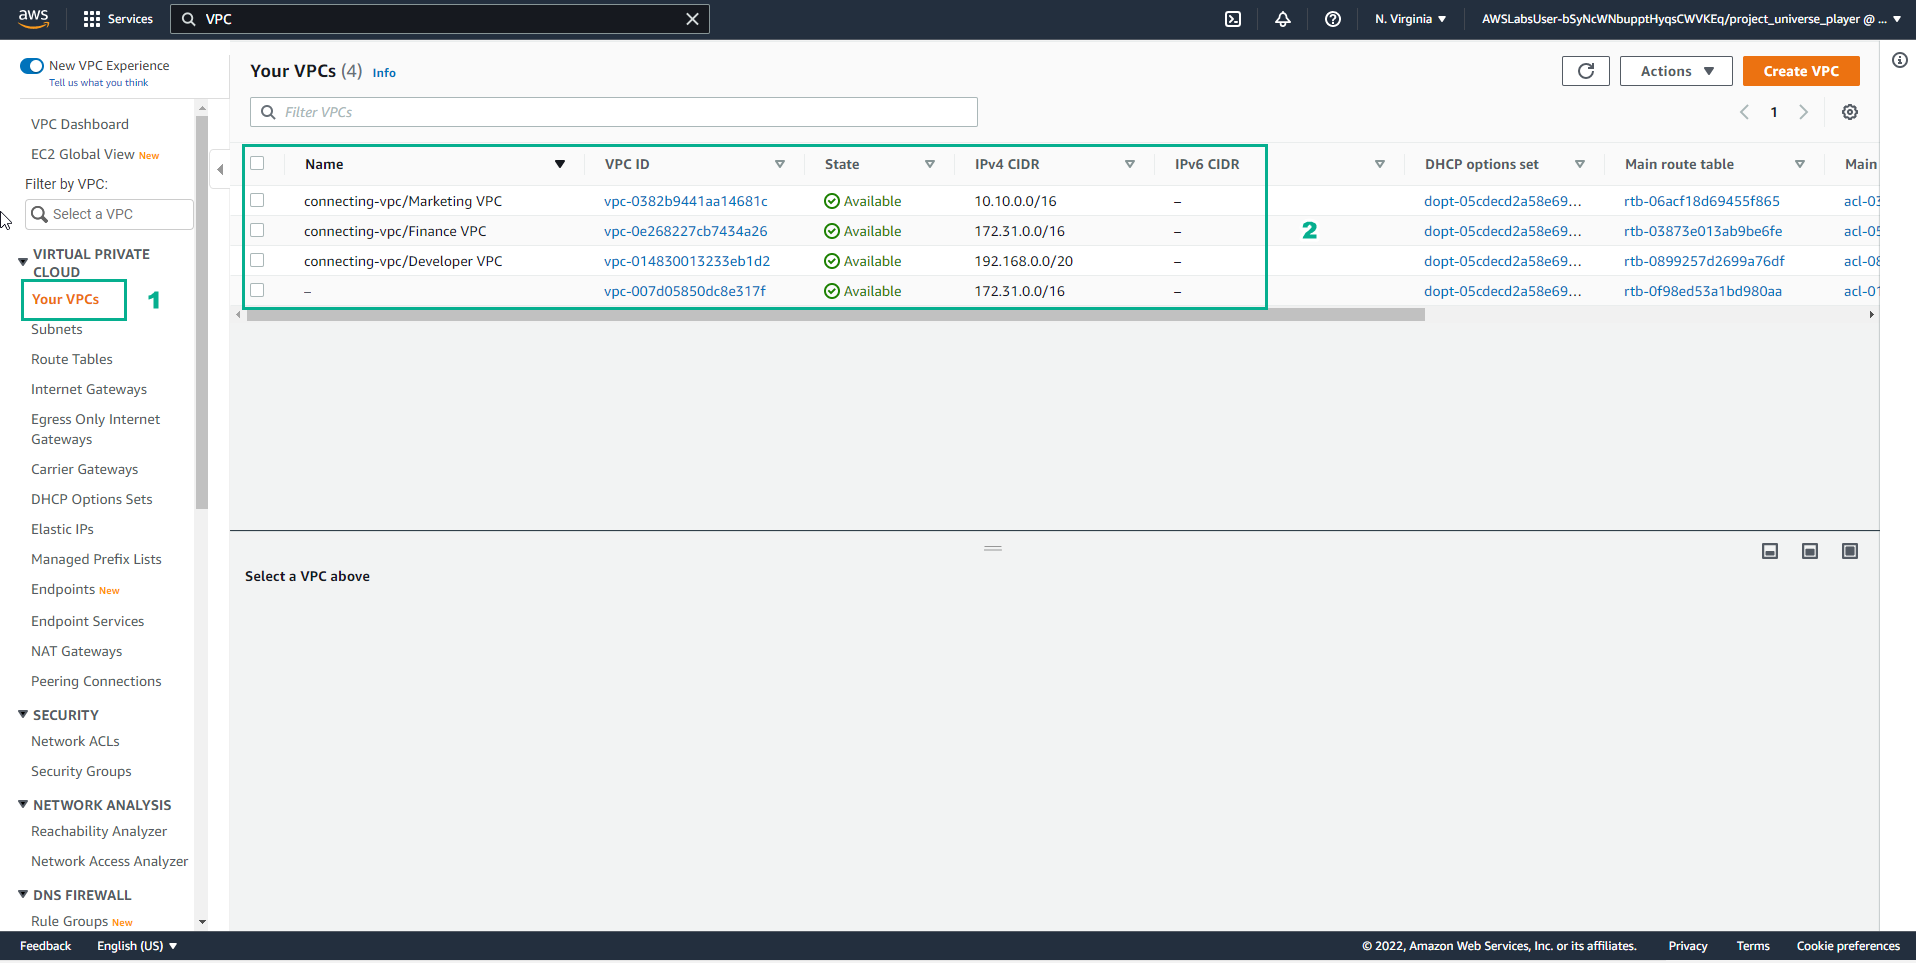 aws
Services
VPC
N. Virginia
AWSLabsUser-bSyNcWNbupptHyqsCWVKEq/project_universe_player @ ...
New VPC Experience
Tell us what you think
VPC Dashboard
EC2 Global View New
Filter by VPC:
Select a VPC
VIRTUAL PRIVATE
CLOUD
Your VPCs
1
Subnets
Route Tables
Internet Gateways
Egress Only Internet
Gateways
Carrier Gateways
DHCP Options Sets
Elastic IPs
Managed Prefix Lists
Endpoints New
Endpoint Services
NAT Gateways
Peering Connections
SECURITY
Network ACLs
Security Groups
NETWORK ANALYSIS
Reachability Analyzer
Network Access Analyzer
DNS FIREWALL
Rule Groups New
Your VPCs (4) Info
Actions
Create VPC
Filter VPCs
1
Name VPC ID State IPv4 CIDR IPv6 CIDR DHCP options set Main route table Main
connecting-vpc/Marketing VPC vpc-0382b9441aa14681c Available 10.10.0.0/16 – dopt-05cdecd2a58e69... rtb-06acf18d69455f865 acl-03
connecting-vpc/Finance VPC vpc-0e268227cb7434a26 Available 172.31.0.0/16 – 2 dopt-05cdecd2a58e69... rtb-03873e013ab9be6fe acl-05
connecting-vpc/Developer VPC vpc-014830013233eb1d2 Available 192.168.0.0/20 – dopt-05cdecd2a58e69... rtb-0899257d2699a76df acl-08
– vpc-007d05850dc8e317f Available 172.31.0.0/16 – dopt-05cdecd2a58e69... rtb-0f98ed53a1bd980aa acl-01
Select a VPC above
Feedback English (US) © 2022, Amazon Web Services, Inc. or its affiliates. Privacy Terms Cookie preferences